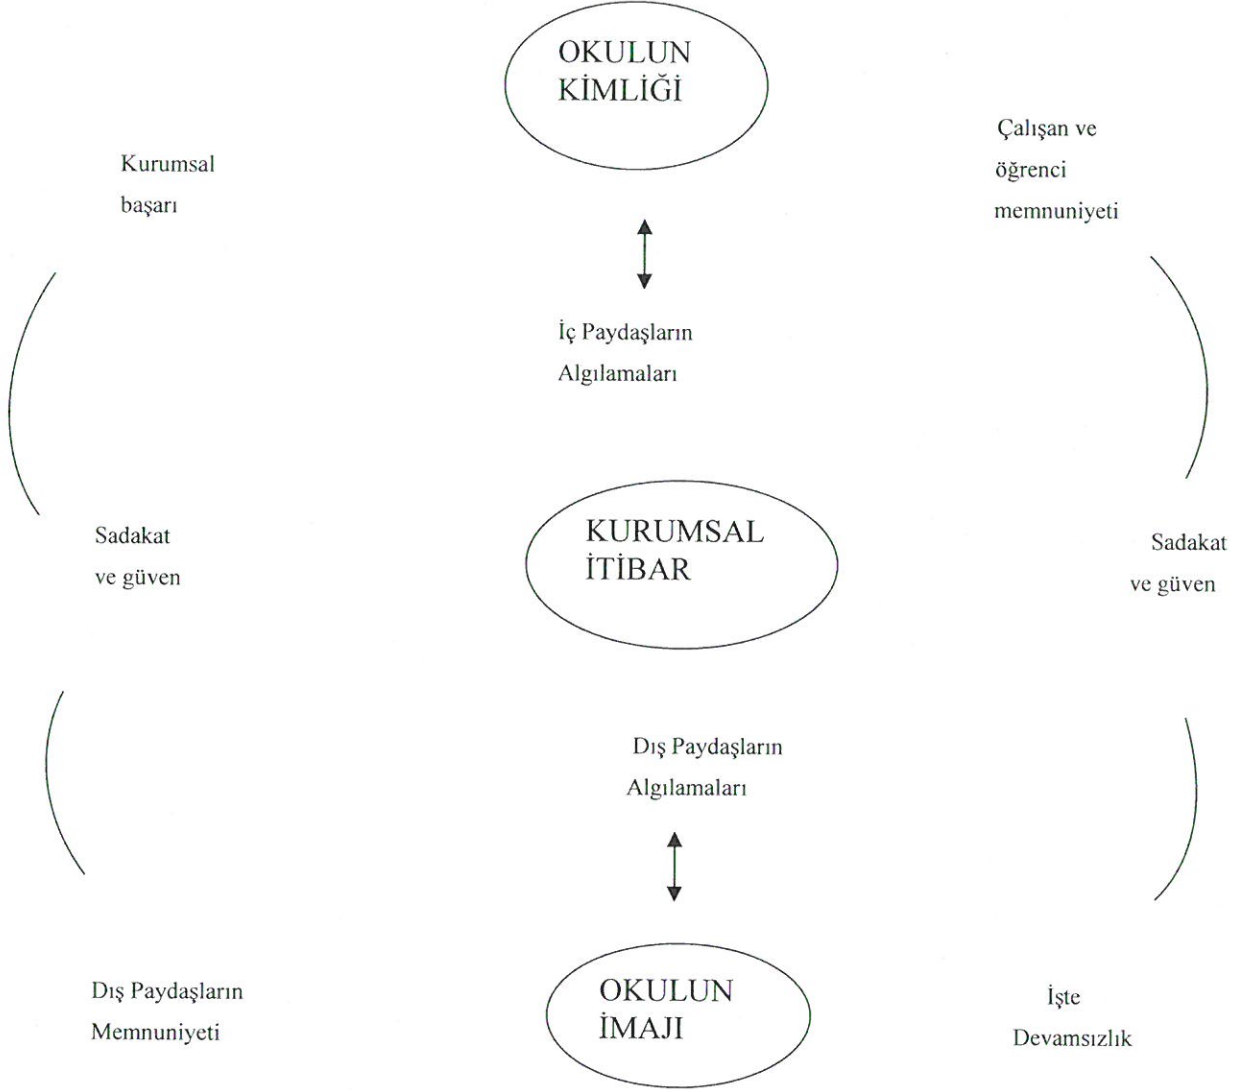 OKULUN
KİMLİĞİ
Kurumsal
başarı
Çalışan ve
öğrenci
memnuniyeti
İç Paydaşların
Algılamaları
Sadakat
ve güven
KURUMSAL
İTİBAR
Sadakat
ve güven
Dış Paydaşların
Algılamaları
Dış Paydaşların
Memnuniyeti
OKULUN
İMAJI
İşte
Devamsızlık